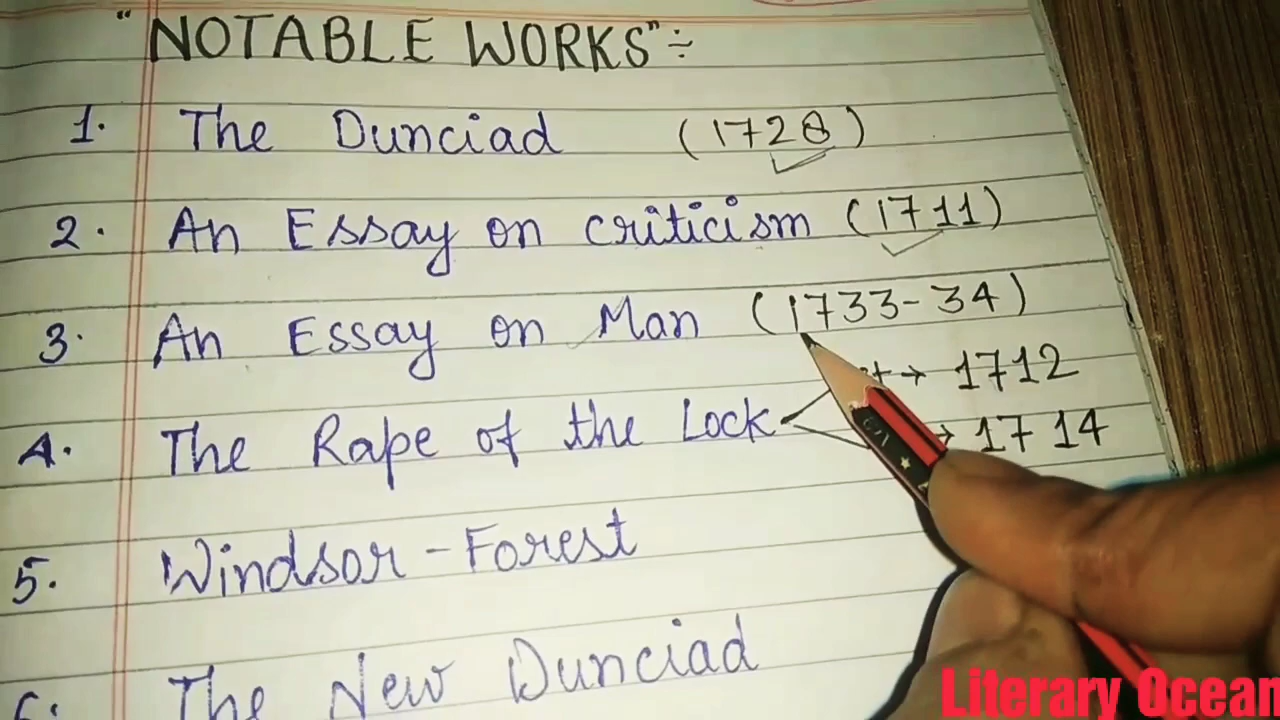 "NOTABLE WORKS" ÷
1. The Dunciad (1728)
2. An Essay on criticism (1711)
3. An Essay on Man (1733-34)
→ 1712
4. The Rape of the Lock → 1714
5. Windsor-Forest
6. The New Dunciad
Literary Ocean